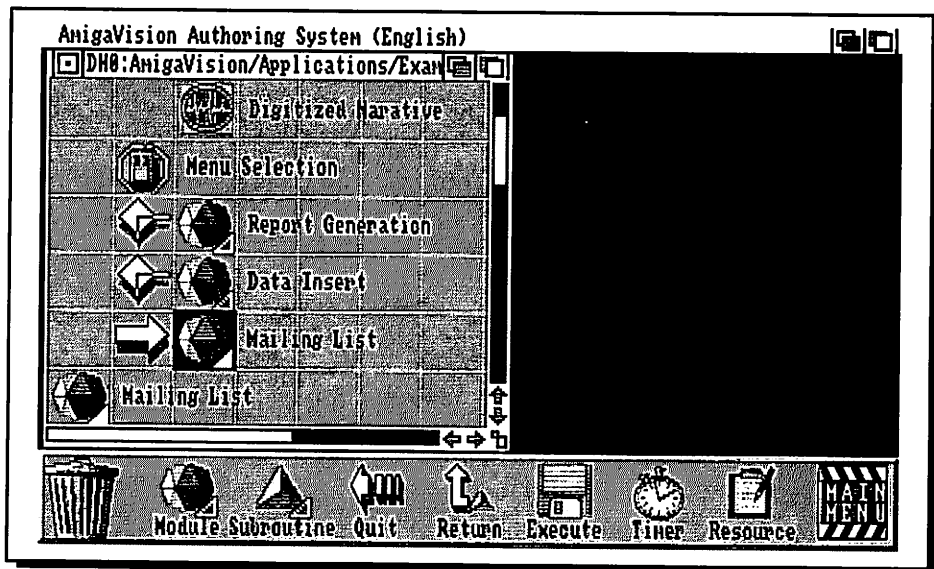 AmigaVision Authoring System (English)
DH0:AmigaVision/Applications/Exam
Digitized Narative
Menu Selection
Report Generation
Data Insert
Mailing List
Mailing List
Module Subroutine Quit Return Execute Timer Resource
MAIN
MENU